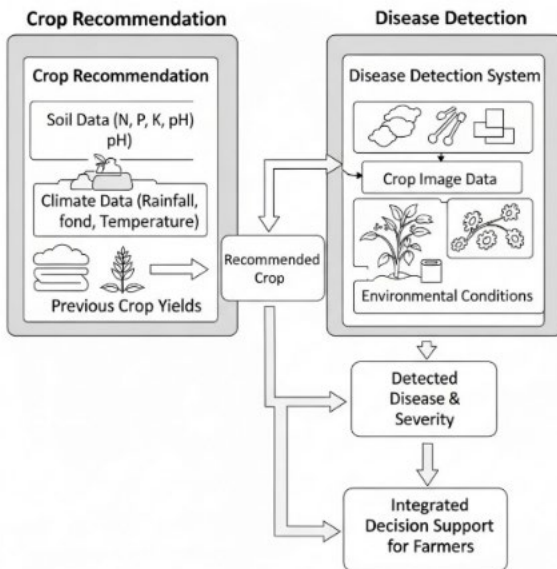 Crop Recommendation
Crop Recommendation
Soil Data (N, P, K, pH)
pH)
Climate Data (Rainfall,
fond, Temperature)
Previous Crop Yields
Recommended
Crop
Disease Detection
Disease Detection System
Crop Image Data
Environmental Conditions
Detected
Disease &
Severity
Integrated
Decision Support
for Farmers